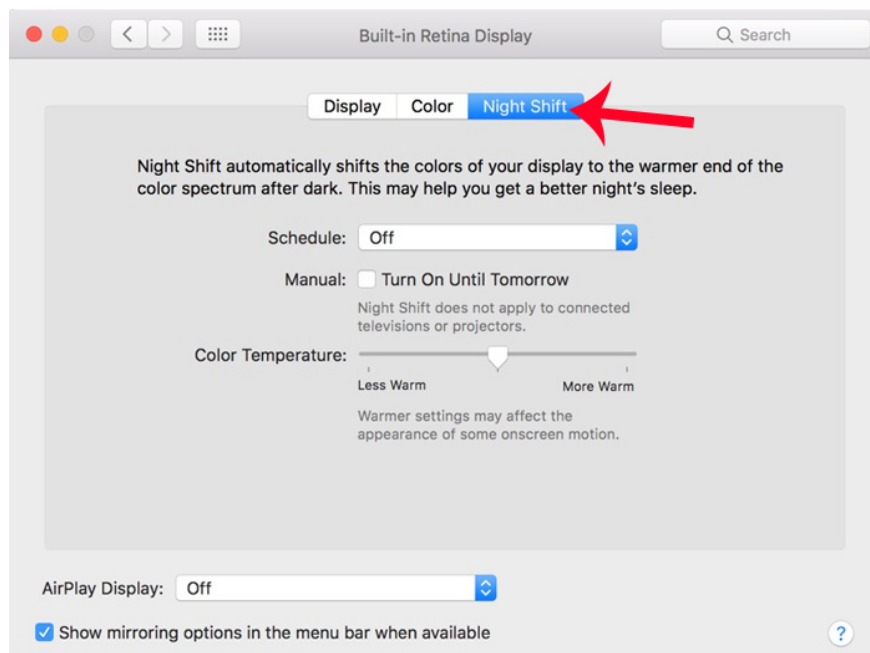 Built-in Retina Display
Search
Display Color Night Shift
Night Shift automatically shifts the colors of your display to the warmer end of the
color spectrum after dark. This may help you get a better night's sleep.
Schedule: Off
Manual: Turn On Until Tomorrow
Night Shift does not apply to connected
televisions or projectors.
Color Temperature:
Less Warm More Warm
Warmer settings may affect the
appearance of some onscreen motion.
AirPlay Display: Off
Show mirroring options in the menu bar when available
?